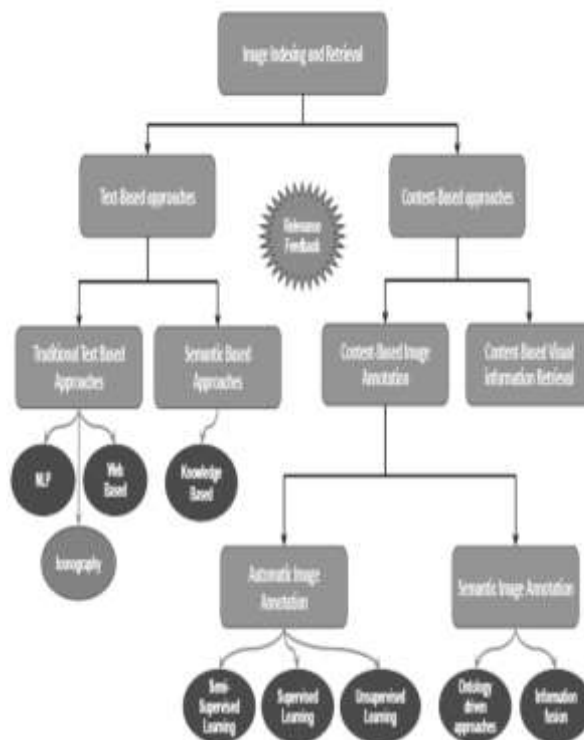 Image Indexing and Retrieval
Text-Based approaches
Content-Based approaches
Relevance
Feedback
Traditional Text Based
Approaches
Semantic Based
Approaches
Content-Based Image
Annotation
Content Based Visual
information Retrieval
NLP
Web
Based
Knowledge
Based
Iconography
Automatic Image
Annotation
Semantic Image Annotation
Semi-
Supervised
Learning
Supervised
Learning
Unsupervised
Learning
Ontology
driven
approaches
Information
fusion